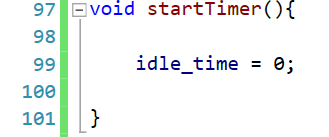 97 void startTimer(){
98
99 idle_time = 0;
100
101 }